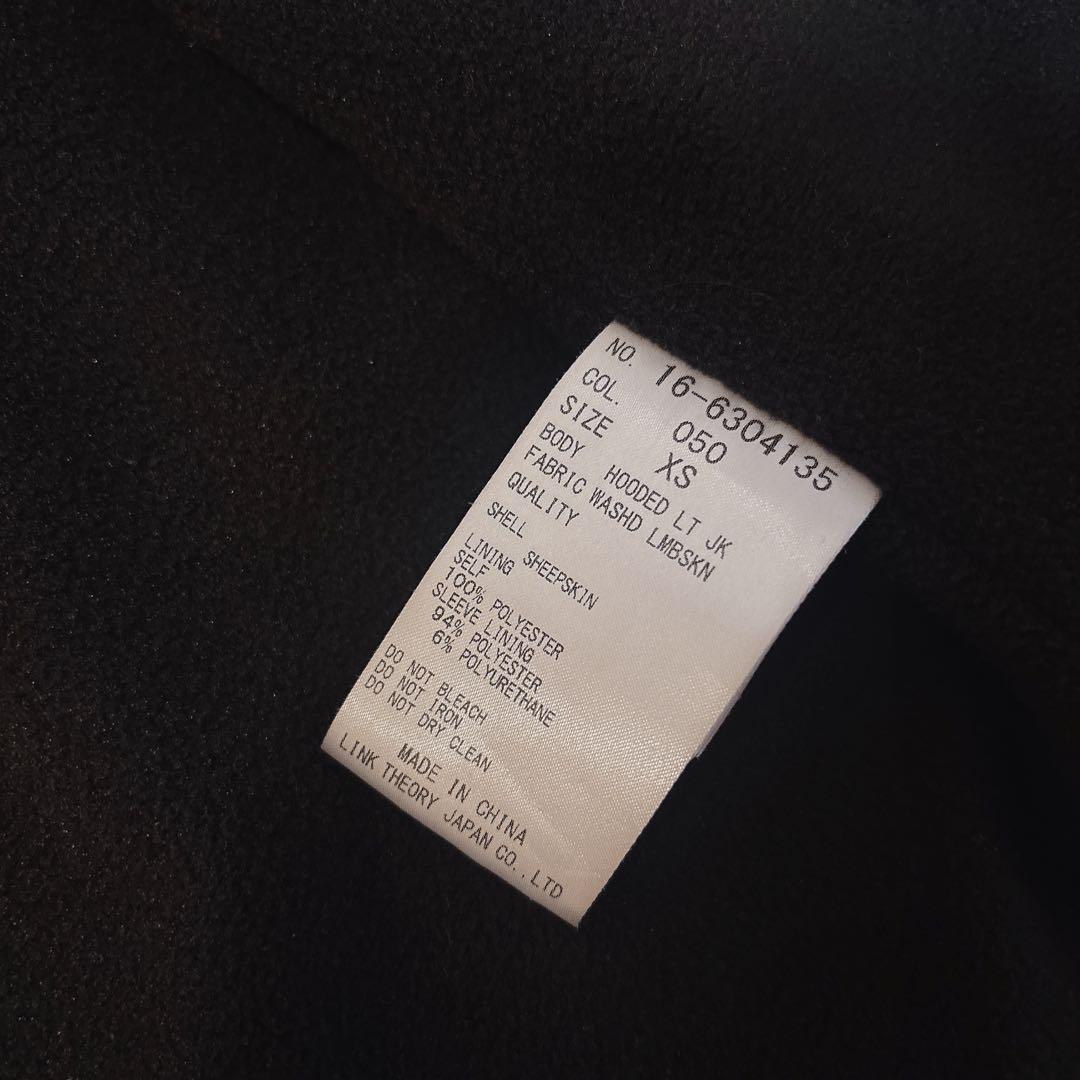 NO. 16-6304135
COL. 050
SIZE XS
BODY HOODED LT JK
FABRIC WASHD LMBSKN
QUALITY
SHELL
SHEEPSKIN
LINING
SELF
100% POLYESTER
SLEEVE LINING
94% POLYESTER
6% POLYURETHANE
DO NOT BLEACH
DO NOT IRON
DO NOT DRY CLEAN
MADE IN CHINA
LINK THEORY JAPAN CO.,LTD